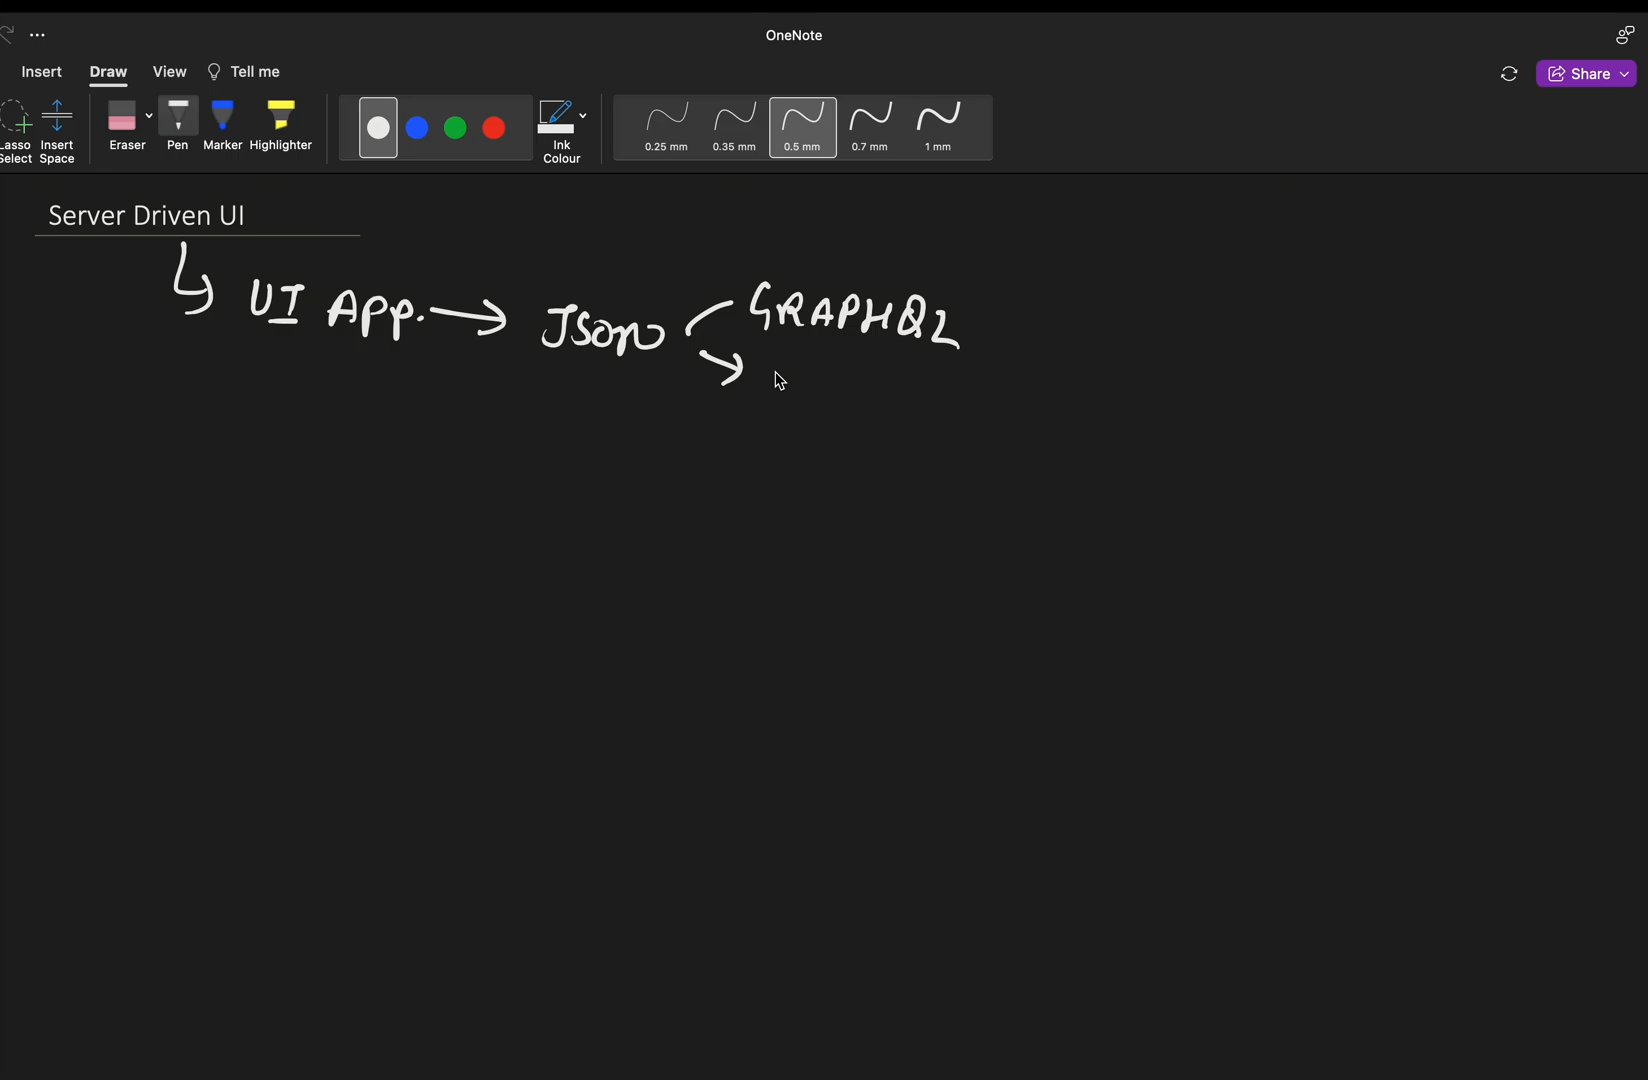 OneNote
Insert Draw View Tell me
Share
Lasso Select
Insert Space
Eraser
Pen
Marker
Highlighter
Ink Colour
0.25 mm
0.35 mm
0.5 mm
0.7 mm
1 mm
Server Driven UI
UI App. JSON GRAPHQL